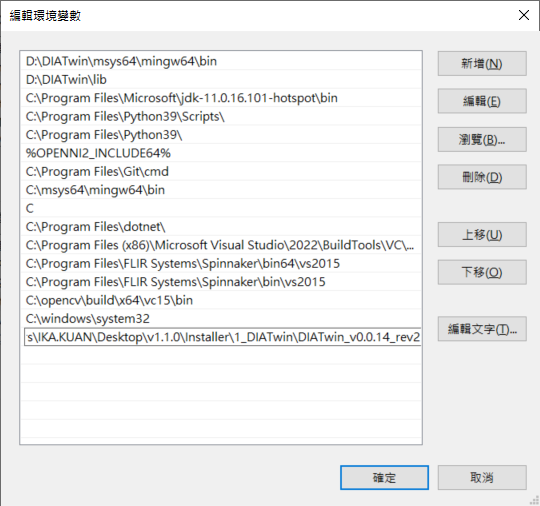 編輯環境變數
D:\DIATwin\msys64\mingw64\bin
D:\DIATwin\lib
C:\Program Files\Microsoft\jdk-11.0.16.101-hotspot\bin
C:\Program Files\Python39\Scripts\
C:\Program Files\Python39\
%OPENNI2_INCLUDE64%
C:\Program Files\Git\cmd
C:\msys64\mingw64\bin
C
C:\Program Files\dotnet\
C:\Program Files (x86)\Microsoft Visual Studio\2022\BuildTools\VC\...
C:\Program Files\FLIR Systems\Spinnaker\bin64\vs2015
C:\Program Files\FLIR Systems\Spinnaker\bin\vs2015
C:\opencv\build\x64\vc15\bin
C:\windows\system32
s\IKA.KUAN\Desktop\v1.1.0\Installer\1_DIATwin\DIATwin_v0.0.14_rev2
新增(N)
編輯(E)
瀏覽(B)...
刪除(D)
上移(U)
下移(O)
編輯文字(T)...
確定
取消